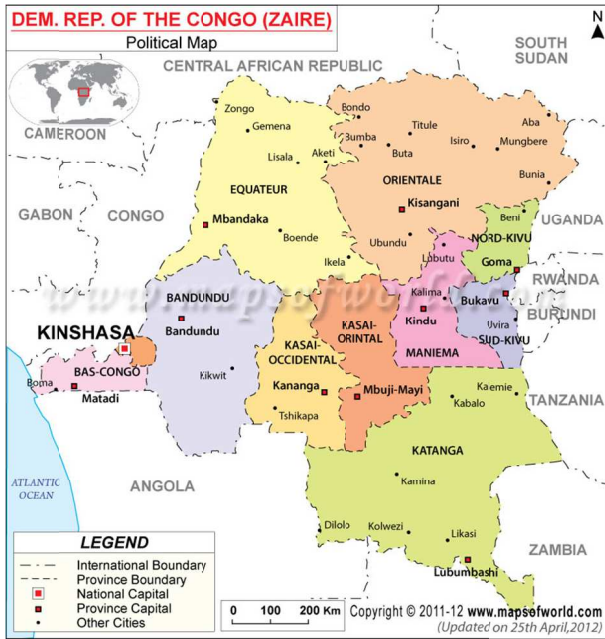 DEM. REP. OF THE CONGO (ZAIRE)
Political Map
N
SOUTH
SUDAN
CENTRAL AFRICAN REPUBLIC
CAMEROON
Zongo
Gemena
Bondo
Titule
Aba
Bumba
Buta
Isiro
Mungbere
Lisala
Aketi
Bunia
EQUATEUR
ORIENTALE
GABON
CONGO
Mbandaka
Kisangani
Beni
UGANDA
Boende
Ubundu
NORD-KIVU
Ikela
Lubutu
Goma
RWANDA
www.mapsofworld.com
BANDUNDU
Kalima
Bukavu
BURUNDI
KINSHASA
Bandundu
KASAI-
ORINTAL
Kindu
Uvira
SUD-KIVU
KASAI-
OCCIDENTAL
MANIEMA
BAS-CONGO
Kikwit
Kananga
Mbuji-Mayi
Boma
Matadi
Kaemie
Kabalo
TANZANIA
Tshikapa
KATANGA
ATLANTIC
OCEAN
ANGOLA
Kamina
Dilolo
Kolwezi
Likasi
ZAMBIA
Lubumbashi
LEGEND
International Boundary
Province Boundary
National Capital
Province Capital
Other Cities
0 100 200 Km
Copyright © 2011-12 www.mapsofworld.com
(Updated on 25th April,2012)